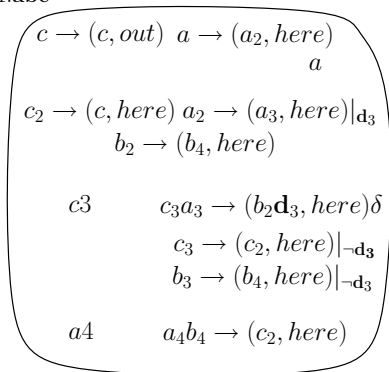 c → (c, out) a → (a₂, here)
a
c₂ → (c, here) a₂ → (a₃, here)|d₃
b₂ → (b₄, here)
c3 c₃a₃ → (b₂d₃, here)δ
c₃ → (c₂, here)|¬d₃
b₃ → (b₄, here)|¬d₃
a4 a₄b₄ → (c₂, here)